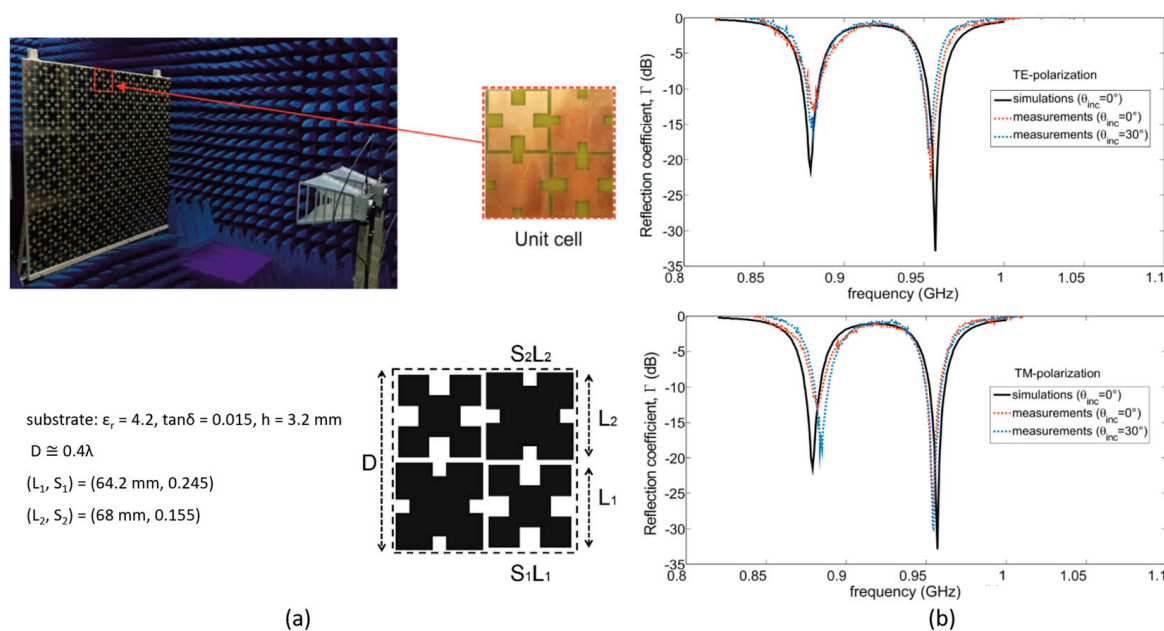 Unit cell
substrate: εr = 4.2, tanδ = 0.015, h = 3.2 mm
D ≅ 0.4λ
(L1, S1) = (64.2 mm, 0.245)
(L2, S2) = (68 mm, 0.155)
S2L2
L2
D
L1
S1L1
(a)
Reflection coefficient, Γ (dB)
0
-5
-10
-15
-20
-25
-30
-35
0.8
0.85
0.9
0.95
1
1.05
1.1
frequency (GHz)
TE-polarization
simulations (θinc=0°)
measurements (θinc=0°)
measurements (θinc=30°)
Reflection coefficient, Γ (dB)
0
-5
-10
-15
-20
-25
-30
-35
0.8
0.85
0.9
0.95
1
1.05
1.1
frequency (GHz)
TM-polarization
simulations (θinc=0°)
measurements (θinc=0°)
measurements (θinc=30°)
(b)